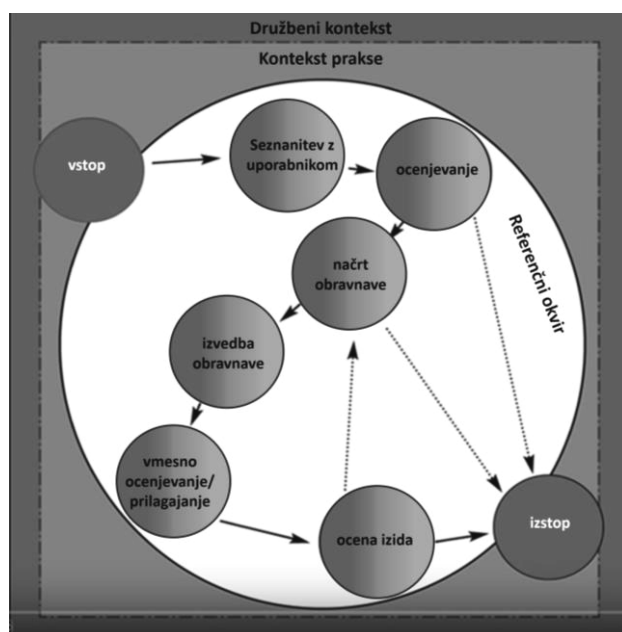 Družbeni kontekst
Kontekst prakse
vstop
Seznanitev z
uporabnikom
ocenjevanje
Referenčni okvir
načrt
obravnave
izvedba
obravnave
vmesno
ocenjevanje/
prilagajanje
ocena izida
izstop